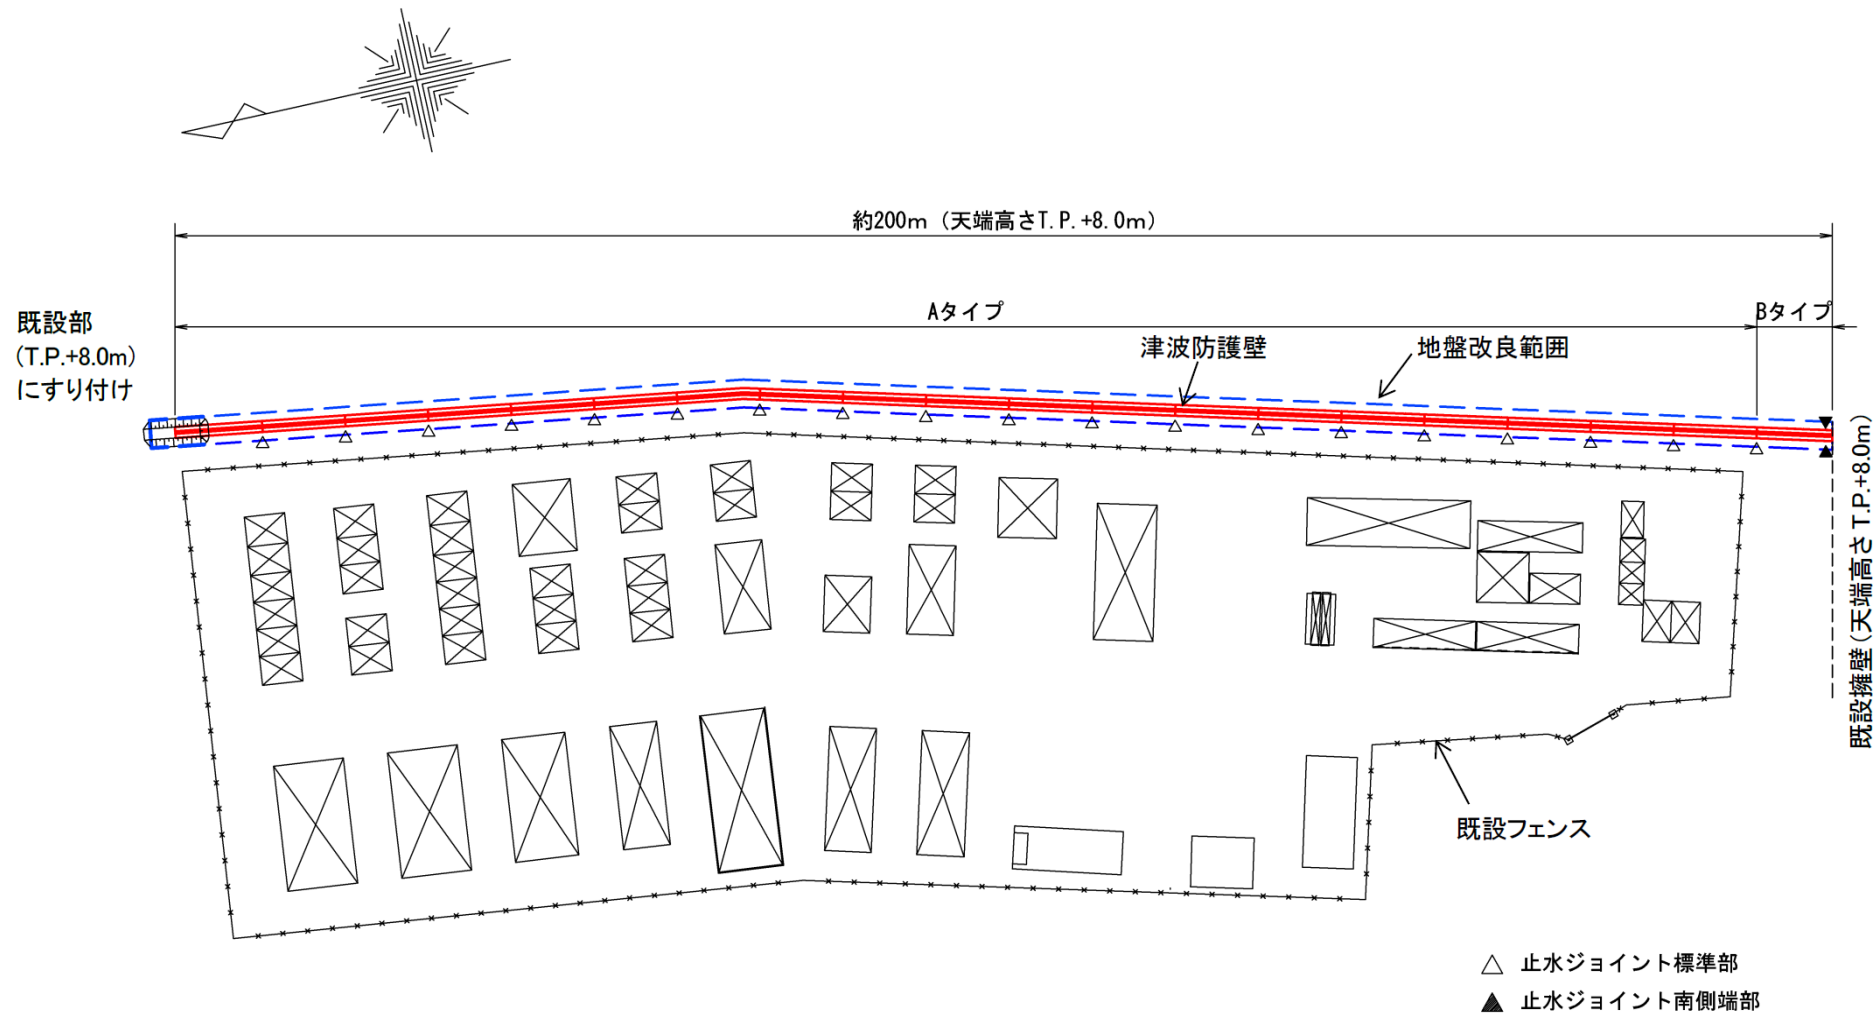 約200m（天端高さT.P.+8.0m）
Aタイプ
Bタイプ
既設部
（T.P.+8.0m）
にすり付け
津波防護壁
地盤改良範囲
既設擁壁（天端高さT.P.+8.0m）
既設フェンス
△ 止水ジョイント標準部
▲ 止水ジョイント南側端部